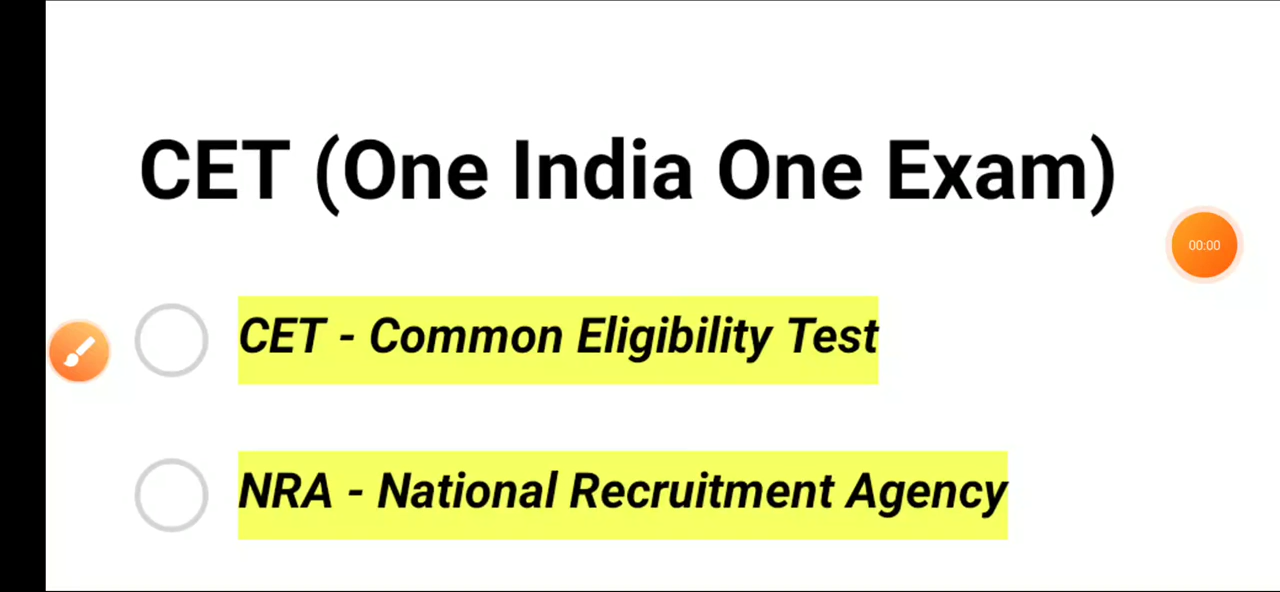 CET (One India One Exam)
00:00
CET - Common Eligibility Test
NRA - National Recruitment Agency